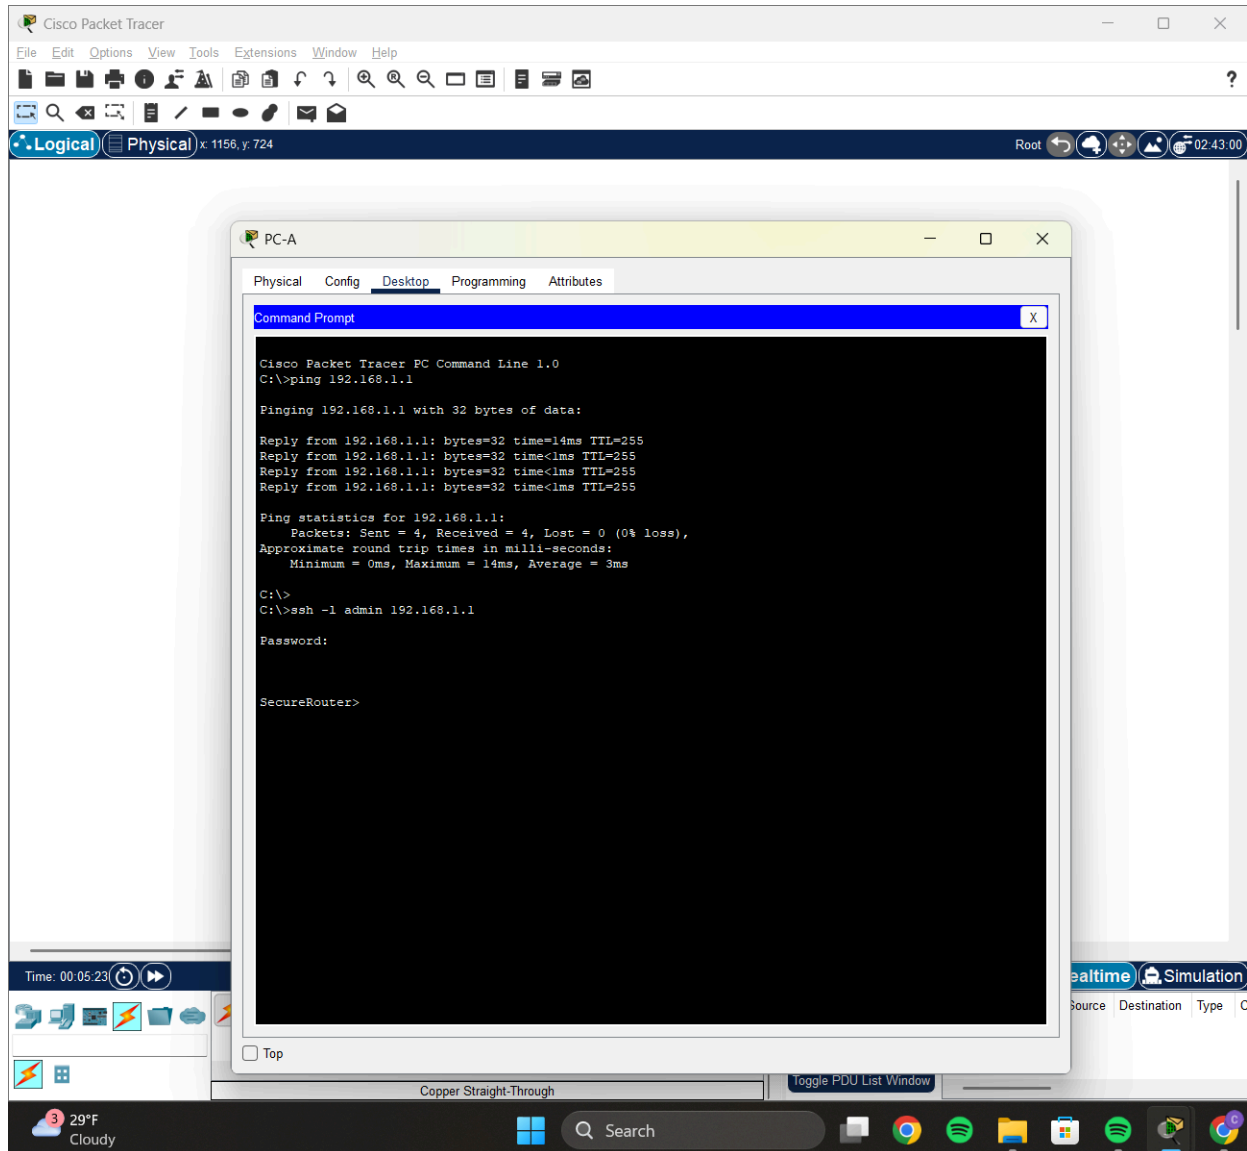 Cisco Packet Tracer
File Edit Options View Tools Extensions Window Help
?
Logical Physical x: 1156, y: 724 Root 02:43:00
PC-A
Physical Config Desktop Programming Attributes
Command Prompt X
Cisco Packet Tracer PC Command Line 1.0
C:\>ping 192.168.1.1
Pinging 192.168.1.1 with 32 bytes of data:
Reply from 192.168.1.1: bytes=32 time=14ms TTL=255
Reply from 192.168.1.1: bytes=32 time<1ms TTL=255
Reply from 192.168.1.1: bytes=32 time<1ms TTL=255
Reply from 192.168.1.1: bytes=32 time<1ms TTL=255
Ping statistics for 192.168.1.1:
Packets: Sent = 4, Received = 4, Lost = 0 (0% loss),
Approximate round trip times in milli-seconds:
Minimum = 0ms, Maximum = 14ms, Average = 3ms
C:\>
C:\>ssh -l admin 192.168.1.1
Password:
SecureRouter>
Time: 00:05:23 ealtime Simulation
Source Destination Type C
Top
Toggle PDU List Window
Copper Straight-Through
3 29°F
Cloudy
Search
C